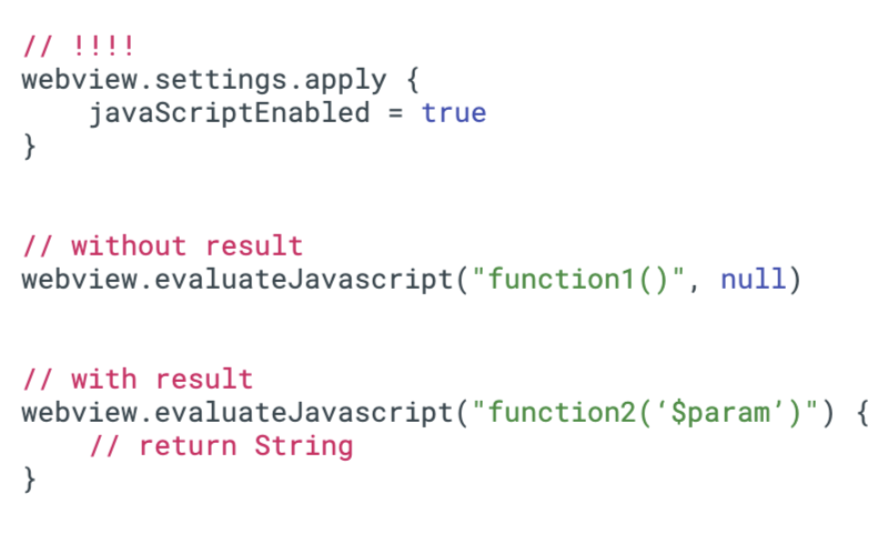 // !!!!
webview.settings.apply {
    javaScriptEnabled = true
}
// without result
webview.evaluateJavascript("function1()", null)
// with result
webview.evaluateJavascript("function2(‘$param’)") {
    // return String
}